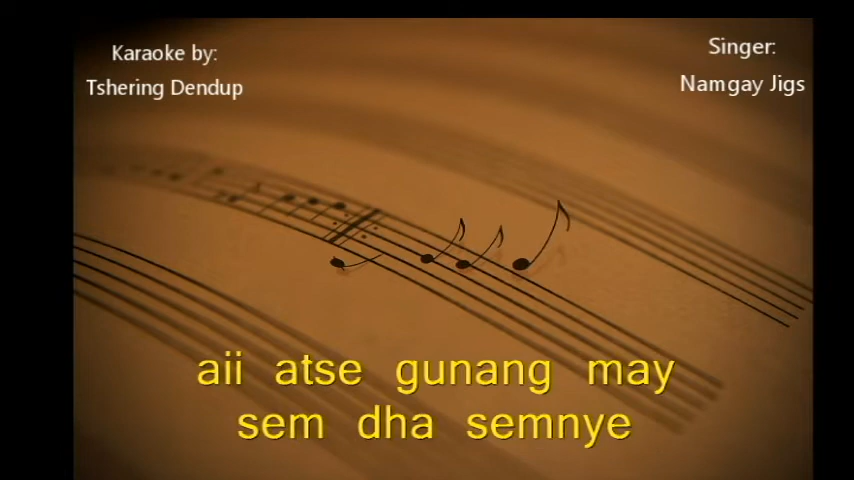 Karaoke by:
Tshering Dendup
Singer:
Namgay Jigs
aii atse gunang may
sem dha semnye